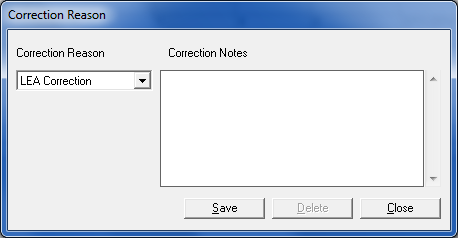 Correction Reason
Correction Reason Correction Notes
LEA Correction
Save Delete Close